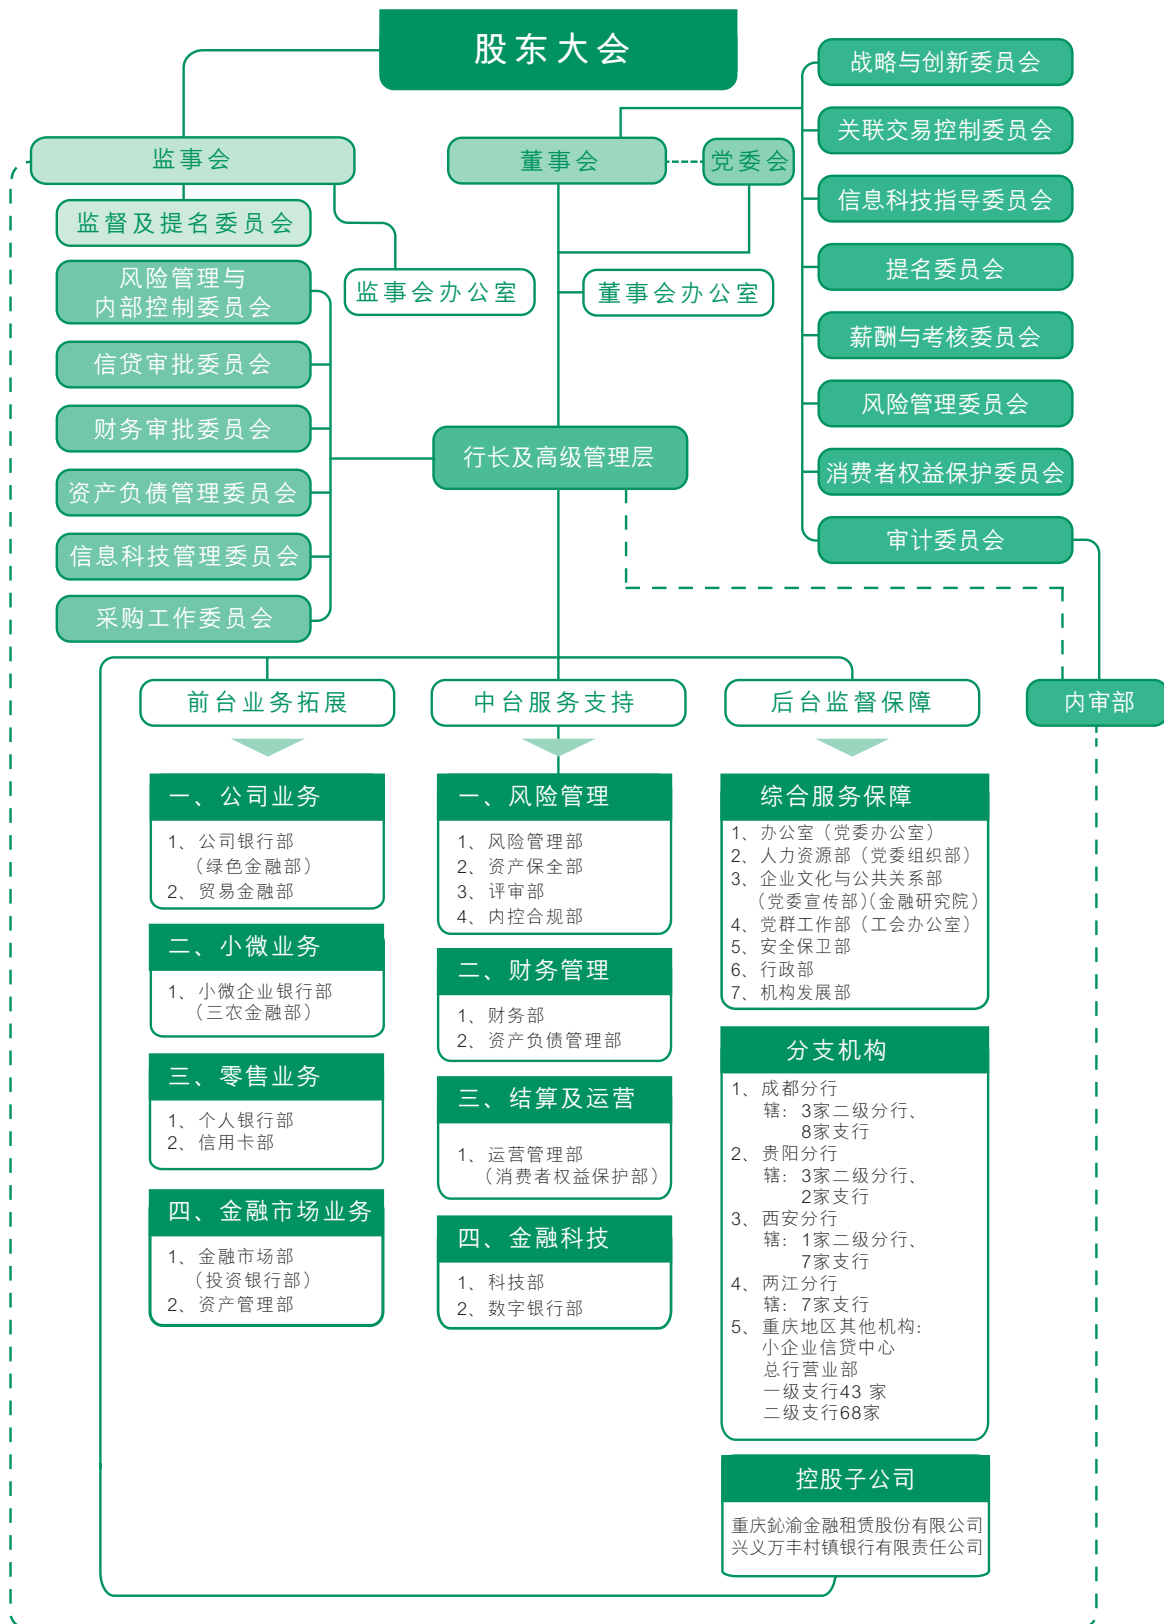 股东大会
监事会
董事会
党委会
监督及提名委员会
监事会办公室
董事会办公室
战略与创新委员会
关联交易控制委员会
信息科技指导委员会
提名委员会
薪酬与考核委员会
风险管理委员会
消费者权益保护委员会
审计委员会
风险管理与
内部控制委员会
信贷审批委员会
财务审批委员会
资产负债管理委员会
信息科技管理委员会
采购工作委员会
行长及高级管理层
内审部
前台业务拓展
一、公司业务
1、公司银行部
（绿色金融部）
2、贸易金融部
二、小微业务
1、小微企业银行部
（三农金融部）
三、零售业务
1、个人银行部
2、信用卡部
四、金融市场业务
1、金融市场部
（投资银行部）
2、资产管理部
中台服务支持
一、风险管理
1、风险管理部
2、资产保全部
3、评审部
4、内控合规部
二、财务管理
1、财务部
2、资产负债管理部
三、结算及运营
1、运营管理部
（消费者权益保护部）
四、金融科技
1、科技部
2、数字银行部
后台监督保障
综合服务保障
1、办公室（党委办公室）
2、人力资源部（党委组织部）
3、企业文化与公共关系部
（党委宣传部）（金融研究院）
4、党群工作部（工会办公室）
5、安全保卫部
6、行政部
7、机构发展部
分支机构
1、成都分行
辖：3家二级分行、
8家支行
2、贵阳分行
辖：3家二级分行、
2家支行
3、西安分行
辖：1家二级分行、
7家支行
4、两江分行
辖：7家支行
5、重庆地区其他机构：
小企业信贷中心
总行营业部
一级支行43 家
二级支行68家
控股子公司
重庆鈊渝金融租赁股份有限公司
兴义万丰村镇银行有限责任公司